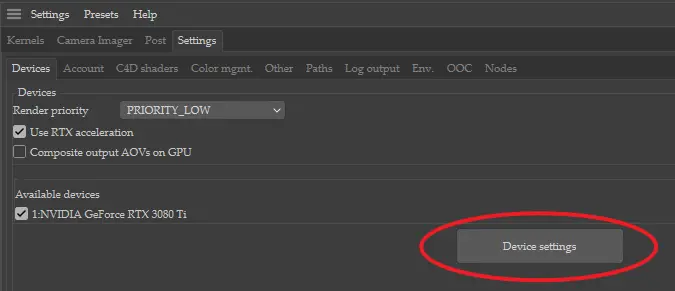 Settings Presets Help
Kernels Camera Imager Post Settings
Devices Account C4D shaders Color mgmt. Other Paths Log output Env. OOC Nodes
Devices
Render priority PRIORITY_LOW
Use RTX acceleration
Composite output AOVs on GPU
Available devices
1:NVIDIA GeForce RTX 3080 Ti
Device settings